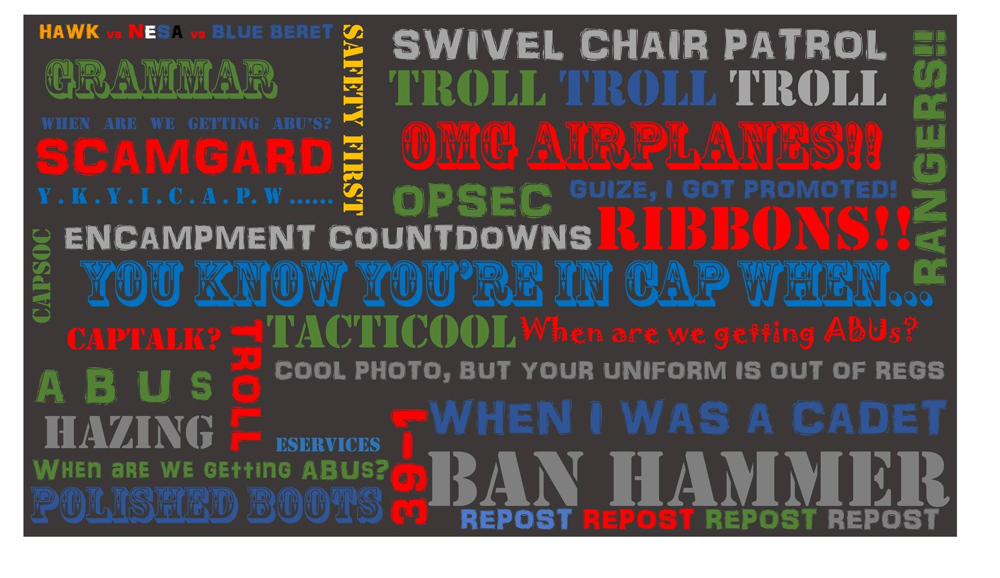 HAWK vs NESA vs BLUE BERET
GRAMMAR
WHEN ARE WE GETTING ABU'S?
SCAMGARD
Y.K.Y.I.C.A.P.W......
SAFETY FIRST
SWIVEL CHAIR PATROL
TROLL TROLL TROLL
OMG AIRPLANES!!
OPSEC
GUIZE, I GOT PROMOTED!
RIBBONS!!
RANGERS!!
ENCAMPMENT COUNTDOWNS
CAPSOC
YOU KNOW YOU'RE IN CAP WHEN...
CAPTALK?
TROLL
TACTICOOL
When are we getting ABUs?
COOL PHOTO, BUT YOUR UNIFORM IS OUT OF REGS
ABUS
HAZING
ESERVICES
When are we getting ABUs?
POLISHED BOOTS
39-1
WHEN I WAS A CADET
BAN HAMMER
REPOST REPOST REPOST REPOST